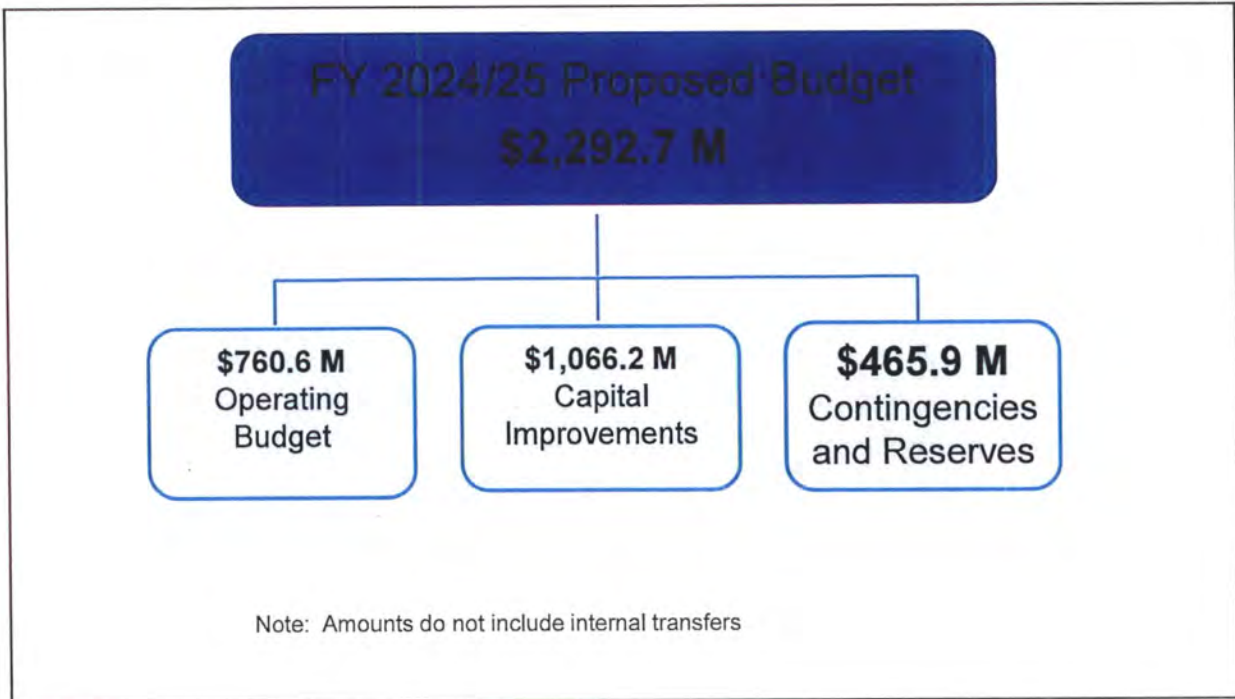 FY 2024/25 Proposed Budget
$2,292.7 M
$760.6 M
Operating
Budget
$1,066.2 M
Capital
Improvements
$465.9 M
Contingencies
and Reserves
Note: Amounts do not include internal transfers